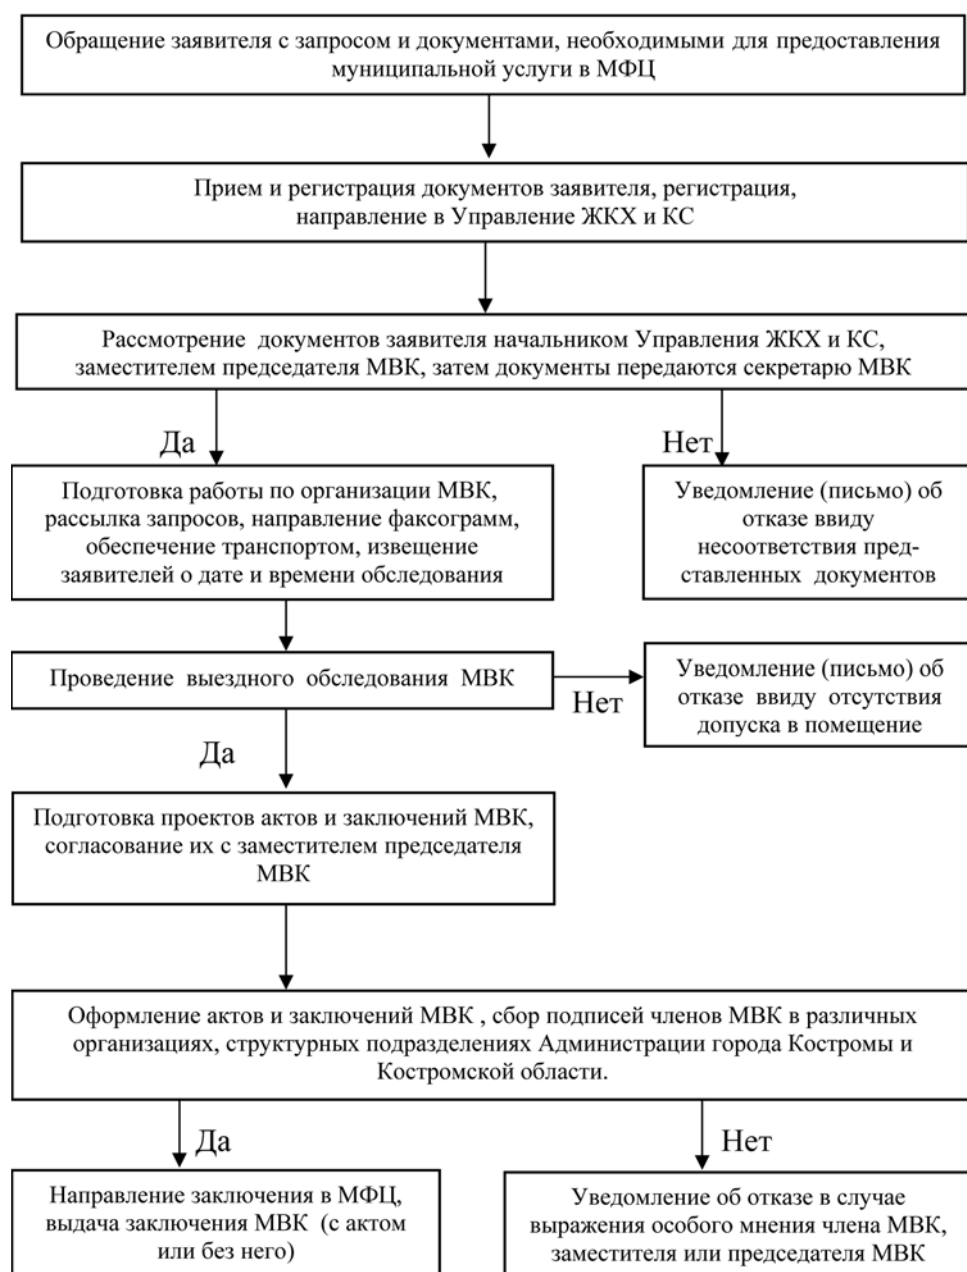 Обращение заявителя с запросом и документами, необходимыми для предоставления
муниципальной услуги в МФЦ
Прием и регистрация документов заявителя, регистрация,
направление в Управление ЖКХ и КС
Рассмотрение документов заявителя начальником Управления ЖКХ и КС,
заместителем председателя МВК, затем документы передаются секретарю МВК
Да
Нет
Подготовка работы по организации МВК,
рассылка запросов, направление факсограмм,
обеспечение транспортом, извещение
заявителей о дате и времени обследования
Уведомление (письмо) об
отказе ввиду
несоответствия пред-
ставленных документов
Проведение выездного обследования МВК
Нет
Уведомление (письмо) об
отказе ввиду отсутствия
допуска в помещение
Да
Подготовка проектов актов и заключений МВК,
согласование их с заместителем председателя
МВК
Оформление актов и заключений МВК , сбор подписей членов МВК в различных
организациях, структурных подразделениях Администрации города Костромы и
Костромской области.
Да
Нет
Направление заключения в МФЦ,
выдача заключения МВК (с актом
или без него)
Уведомление об отказе в случае
выражения особого мнения члена МВК,
заместителя или председателя МВК